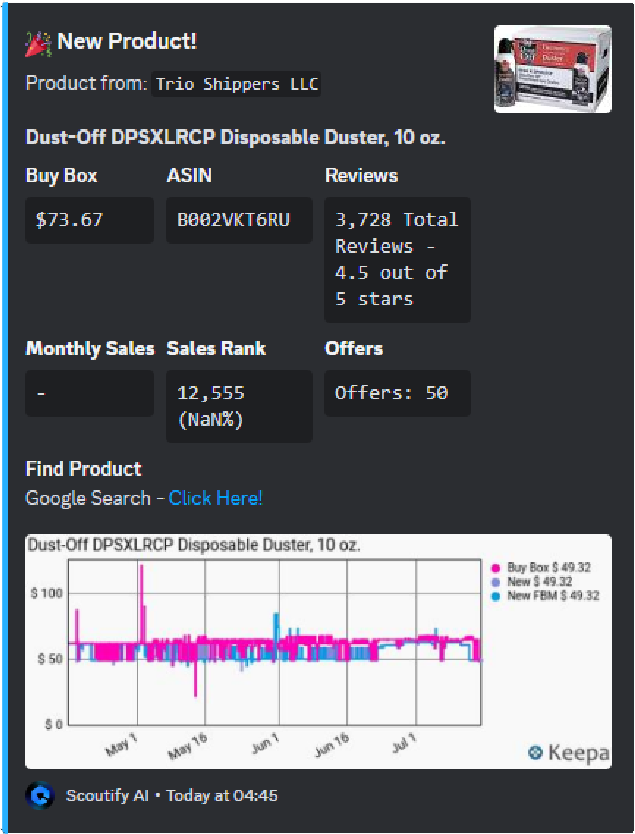 🎉 New Product!
Product from: Trio Shippers LLC
Dust-Off DPSXLRCP Disposable Duster, 10 oz.
Buy Box
ASIN
Reviews
$73.67
B002VKT6RU
3,728 Total
Reviews -
4.5 out of
5 stars
Monthly Sales
Sales Rank
Offers
-
12,555
(NaN%)
Offers: 50
Find Product
Google Search - Click Here!
Dust-Off DPSXLRCP Disposable Duster, 10 oz.
Buy Box $ 49.32
New $ 49.32
New FBM $ 49.32
$ 100
$ 50
$ 0
May 1
May 16
Jun 1
Jun 16
Jul 1
Keepa
Scoutify AI • Today at 04:45